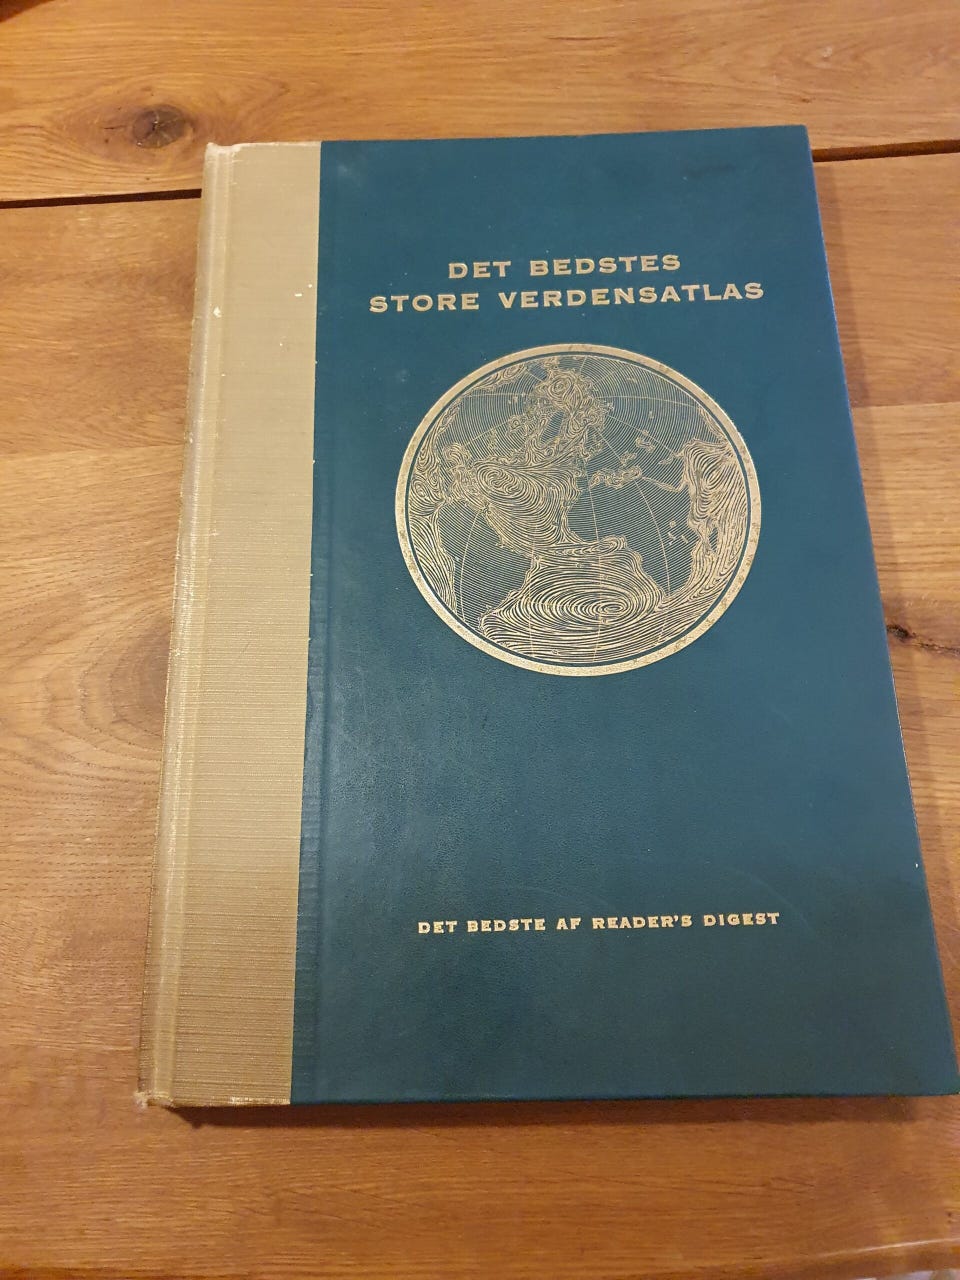 DET BEDSTES
STORE VERDENSATLAS
DET BEDSTE AF READER'S DIGEST